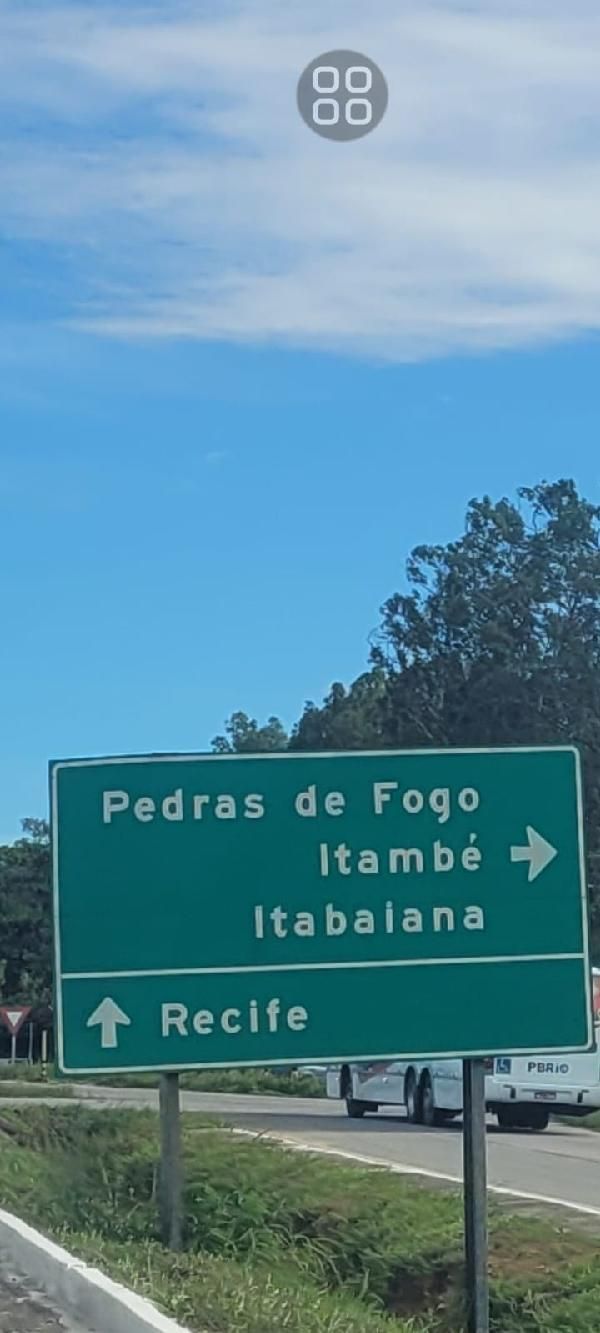 Pedras de Fogo
Itambé
Itabaiana
Recife
PBRIO